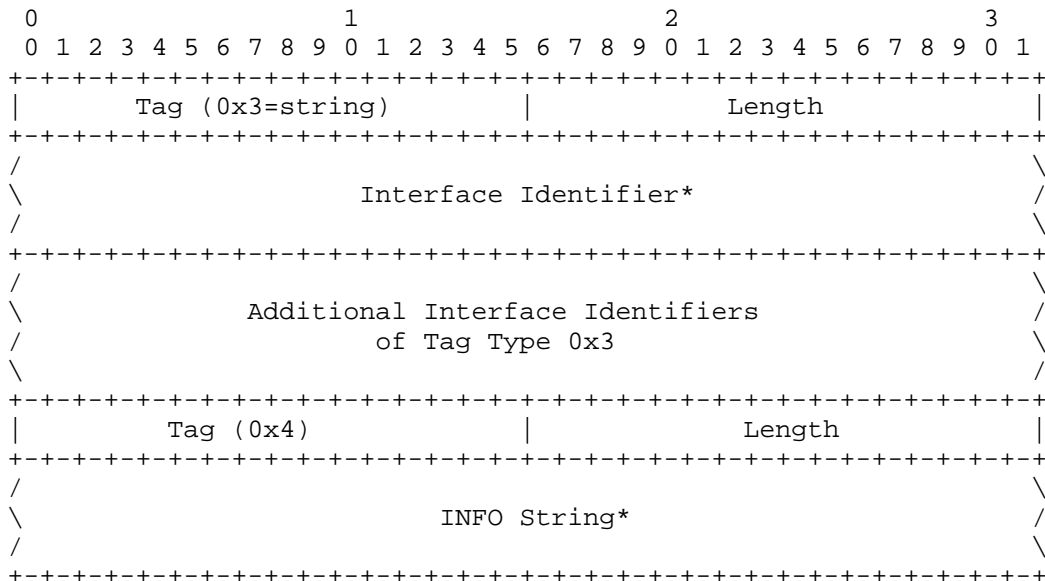 0                   1                   2                   3
 0 1 2 3 4 5 6 7 8 9 0 1 2 3 4 5 6 7 8 9 0 1 2 3 4 5 6 7 8 9 0 1
+-+-+-+-+-+-+-+-+-+-+-+-+-+-+-+-+-+-+-+-+-+-+-+-+-+-+-+-+-+-+-+-+
|       Tag (0x3=string)        |            Length             |
+-+-+-+-+-+-+-+-+-+-+-+-+-+-+-+-+-+-+-+-+-+-+-+-+-+-+-+-+-+-+-+-+
/                                                               \
\                     Interface Identifier*                     /
/                                                               \
+-+-+-+-+-+-+-+-+-+-+-+-+-+-+-+-+-+-+-+-+-+-+-+-+-+-+-+-+-+-+-+-+
/                                                               \
\              Additional Interface Identifiers                 /
/                      of Tag Type 0x3                          \
\                                                               /
+-+-+-+-+-+-+-+-+-+-+-+-+-+-+-+-+-+-+-+-+-+-+-+-+-+-+-+-+-+-+-+-+
|         Tag (0x4)             |             Length            |
+-+-+-+-+-+-+-+-+-+-+-+-+-+-+-+-+-+-+-+-+-+-+-+-+-+-+-+-+-+-+-+-+
/                                                               \
\                          INFO String*                         /
/                                                               \
+-+-+-+-+-+-+-+-+-+-+-+-+-+-+-+-+-+-+-+-+-+-+-+-+-+-+-+-+-+-+-+-+